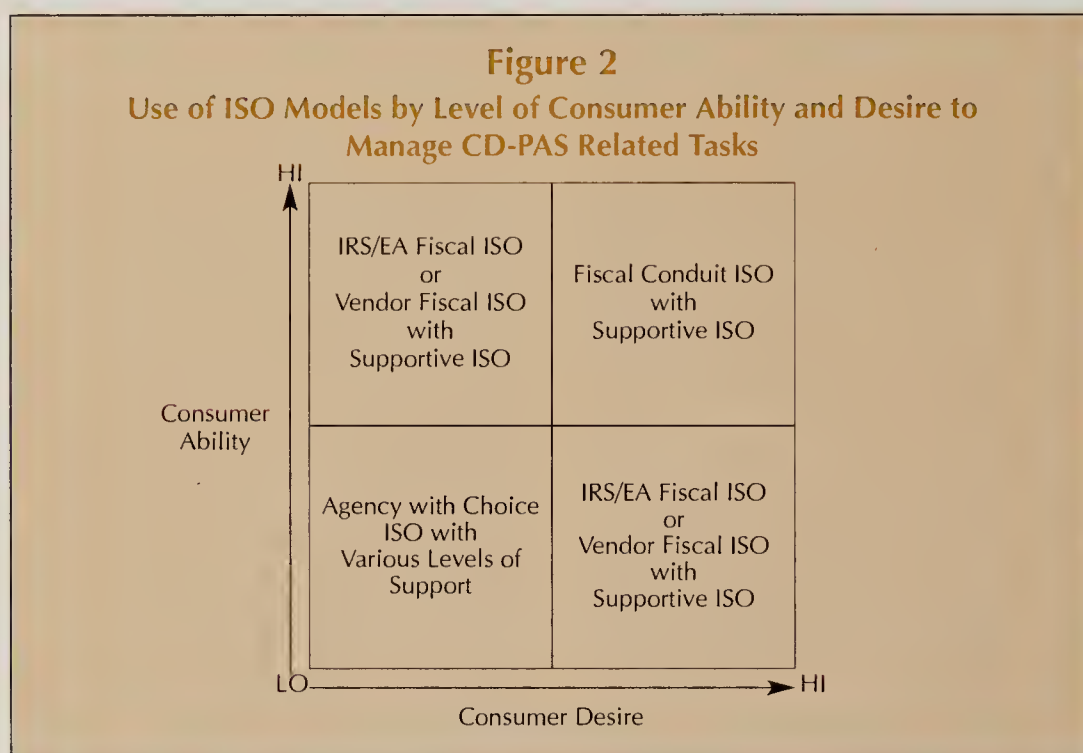 Figure 2
Use of ISO Models by Level of Consumer Ability and Desire to
Manage CD-PAS Related Tasks
HI
IRS/EA Fiscal ISO
or
Vendor Fiscal ISO
with
Supportive ISO
Fiscal Conduit ISO
with
Supportive ISO
Consumer
Ability
Agency with Choice
ISO with
Various Levels of
Support
IRS/EA Fiscal ISO
or
Vendor Fiscal ISO
with
Supportive ISO
LO
HI
Consumer Desire